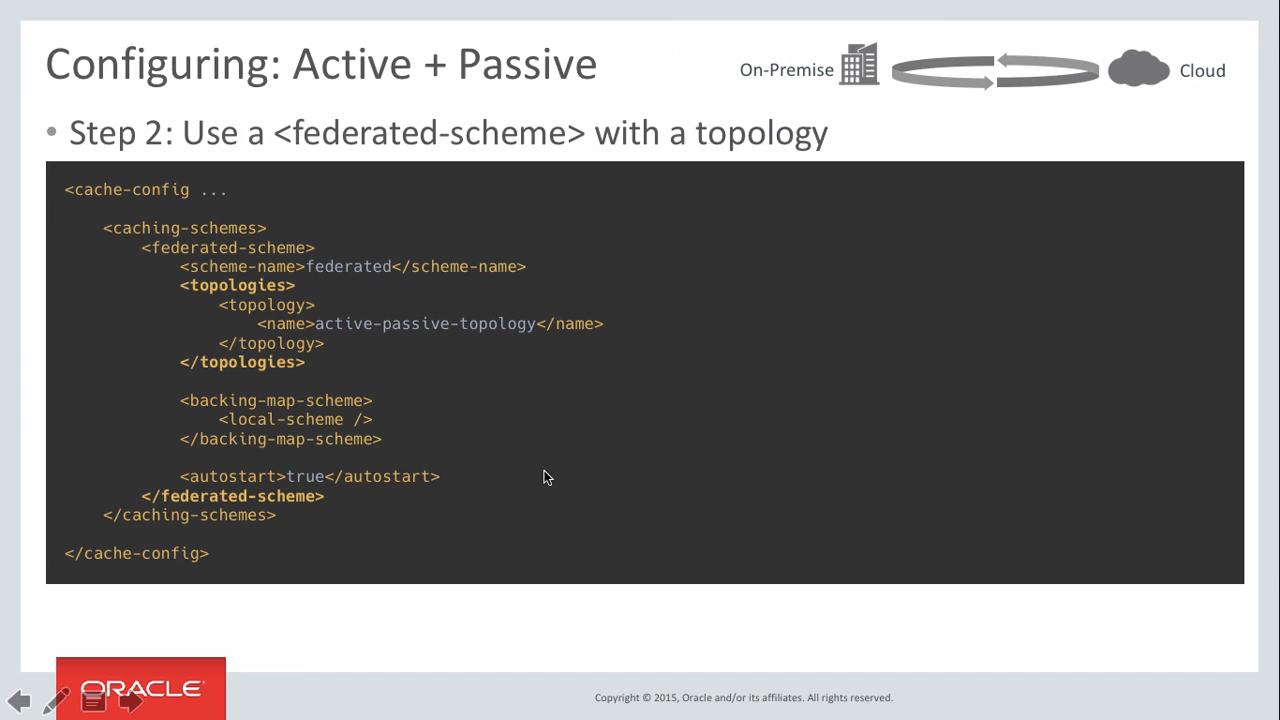 Configuring: Active + Passive
On-Premise
Cloud
• Step 2: Use a <federated-scheme> with a topology
<cache-config ...
<caching-schemes>
<federated-scheme>
<scheme-name>federated</scheme-name>
<topologies>
<topology>
<name>active-passive-topology</name>
</topology>
</topologies>
<backing-map-scheme>
<local-scheme />
</backing-map-scheme>
<autostart>true</autostart>
</federated-scheme>
</caching-schemes>
</cache-config>
ORACLE
Copyright © 2015, Oracle and/or its affiliates. All rights reserved.